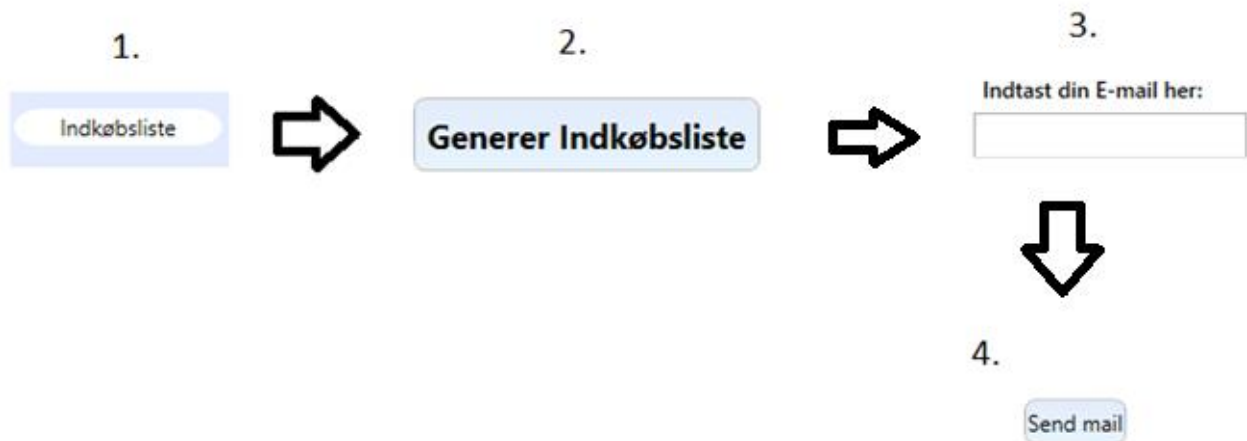 1.
Indkøbsliste
2.
Generer Indkøbsliste
3.
Indtast din E-mail her:
4.
Send mail